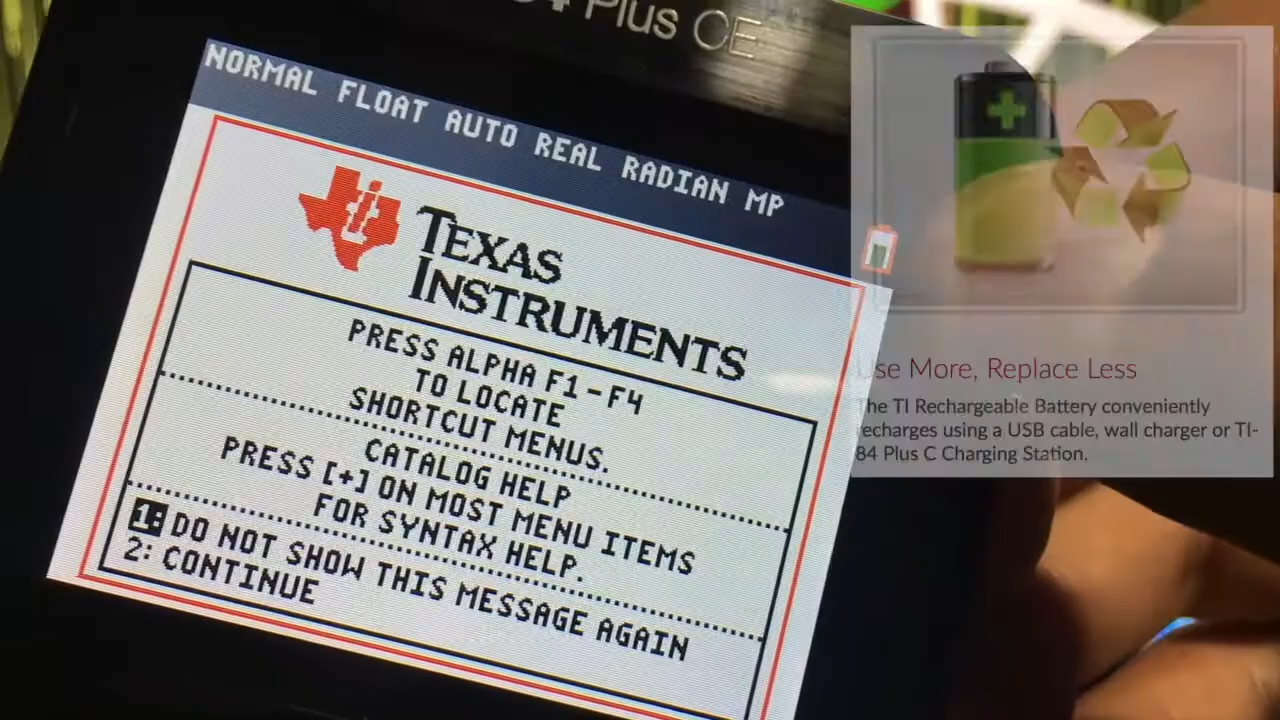 Plus CE
NORMAL FLOAT AUTO REAL RADIAN MP
TEXAS
INSTRUMENTS
PRESS ALPHA F1-F4
TO LOCATE
SHORTCUT MENUS.
CATALOG HELP
PRESS [+] ON MOST MENU ITEMS
FOR SYNTAX HELP.
1: DO NOT SHOW THIS MESSAGE AGAIN
2: CONTINUE
Use More, Replace Less
The TI Rechargeable Battery conveniently
recharges using a USB cable, wall charger or TI-
84 Plus C Charging Station.